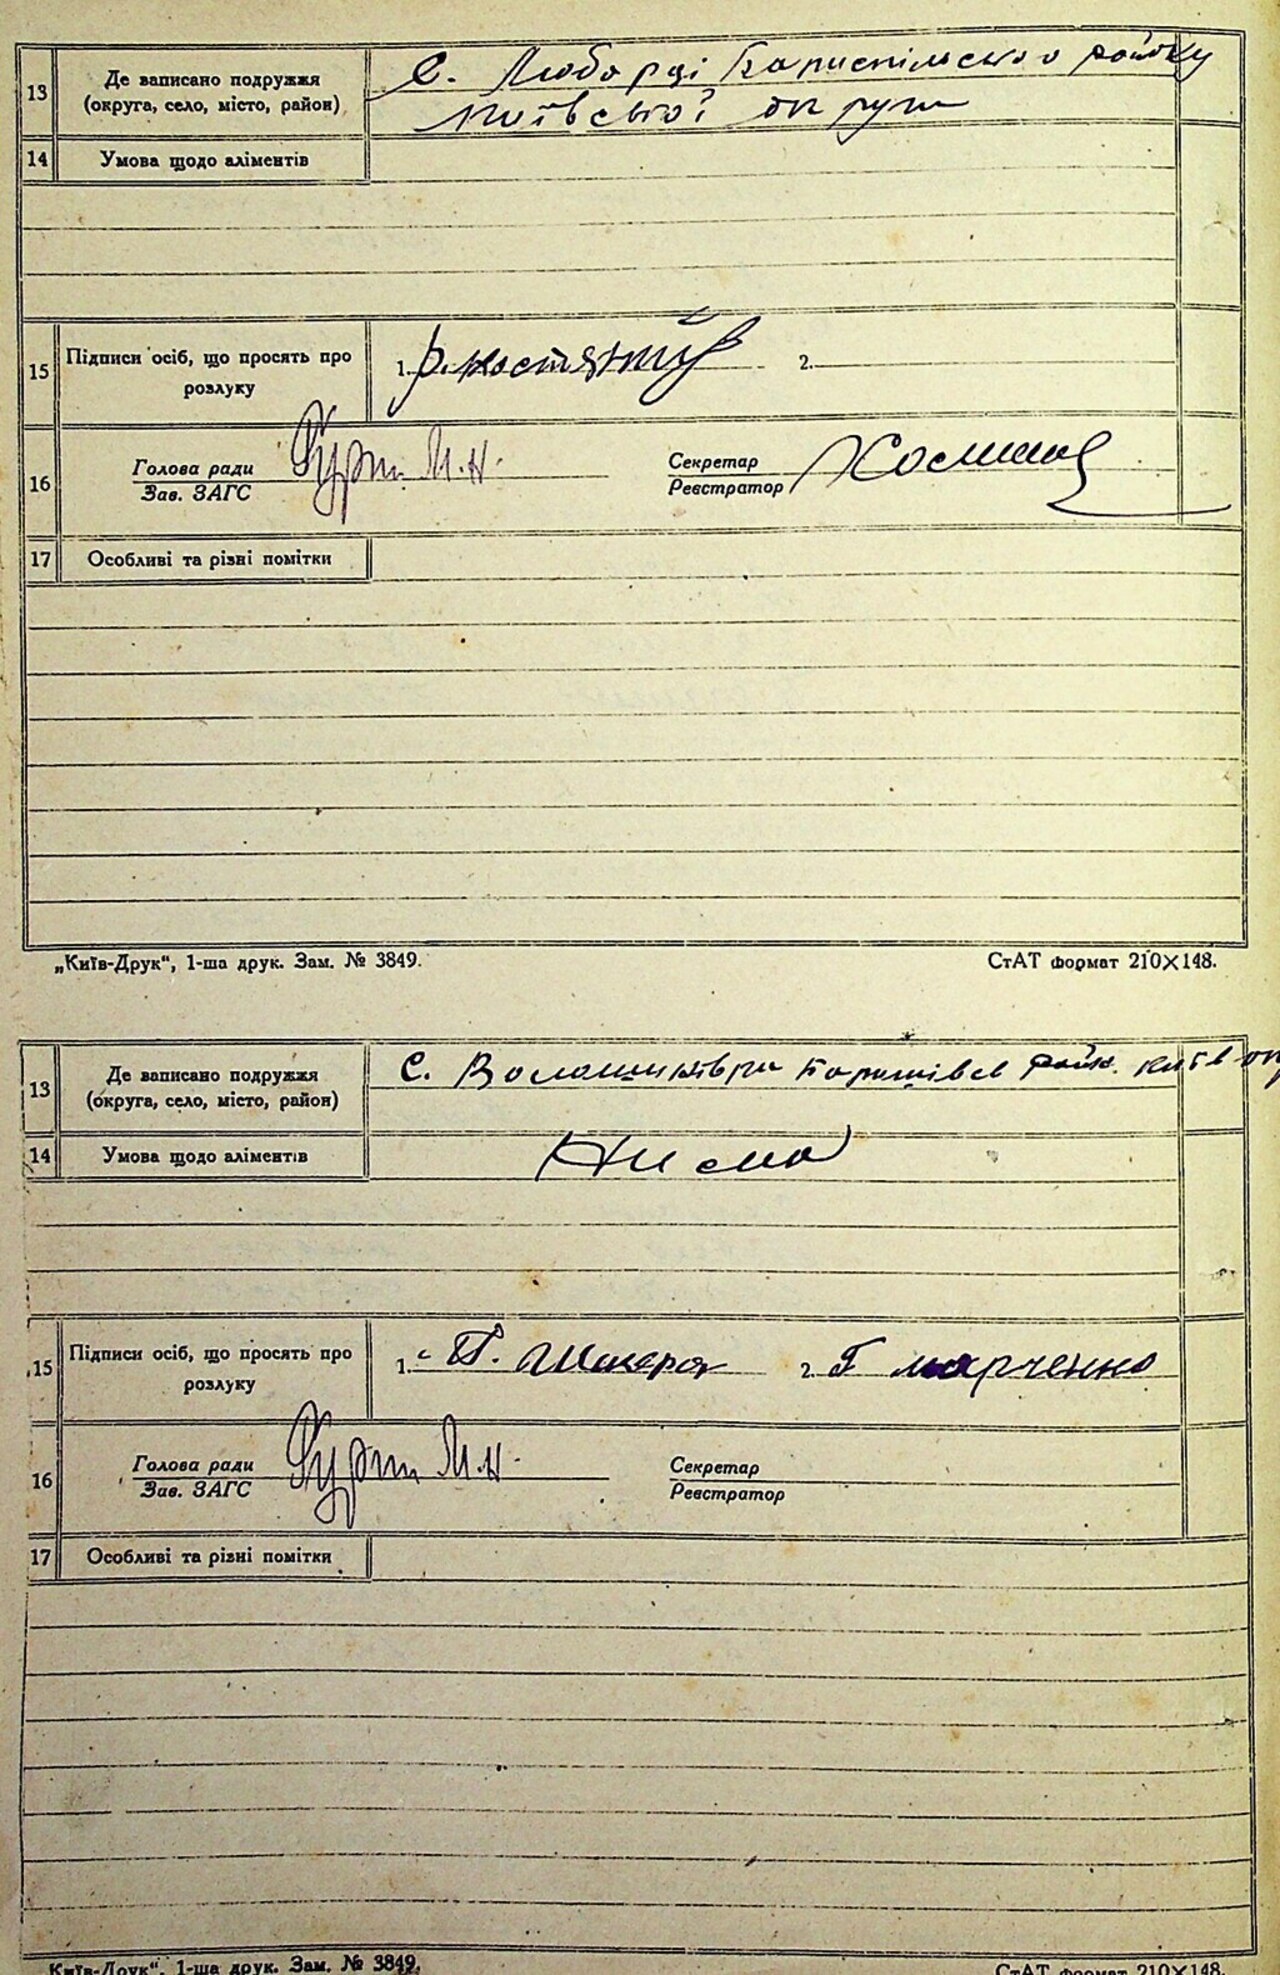 13
Де записано подружжя
(округа, село, місто, район)
с. Любарці Бориспільського району
Київської округи
14
Умова щодо аліментів
15
Підписи осіб, що просять про
розлуку
1.
2.
16
Голова ради
Зав. ЗАГС
М.Н.
Секретар
Реєстратор
17
Особливі та різні помітки
„Київ-Друк“, 1-ша друк. Зам. № 3849.
СтАТ формат 210×148.
13
Де записано подружжя
(округа, село, місто, район)
с. райк. Київ ок
14
Умова щодо аліментів
Нема
15
Підписи осіб, що просять про
розлуку
1. П. Шкера
2. Г Марченко
16
Голова ради
Зав. ЗАГС
М.Н.
Секретар
Реєстратор
17
Особливі та різні помітки
Київ-Друк“, 1-ша друк. Зам. № 3849.
СтАТ формат 210×148.